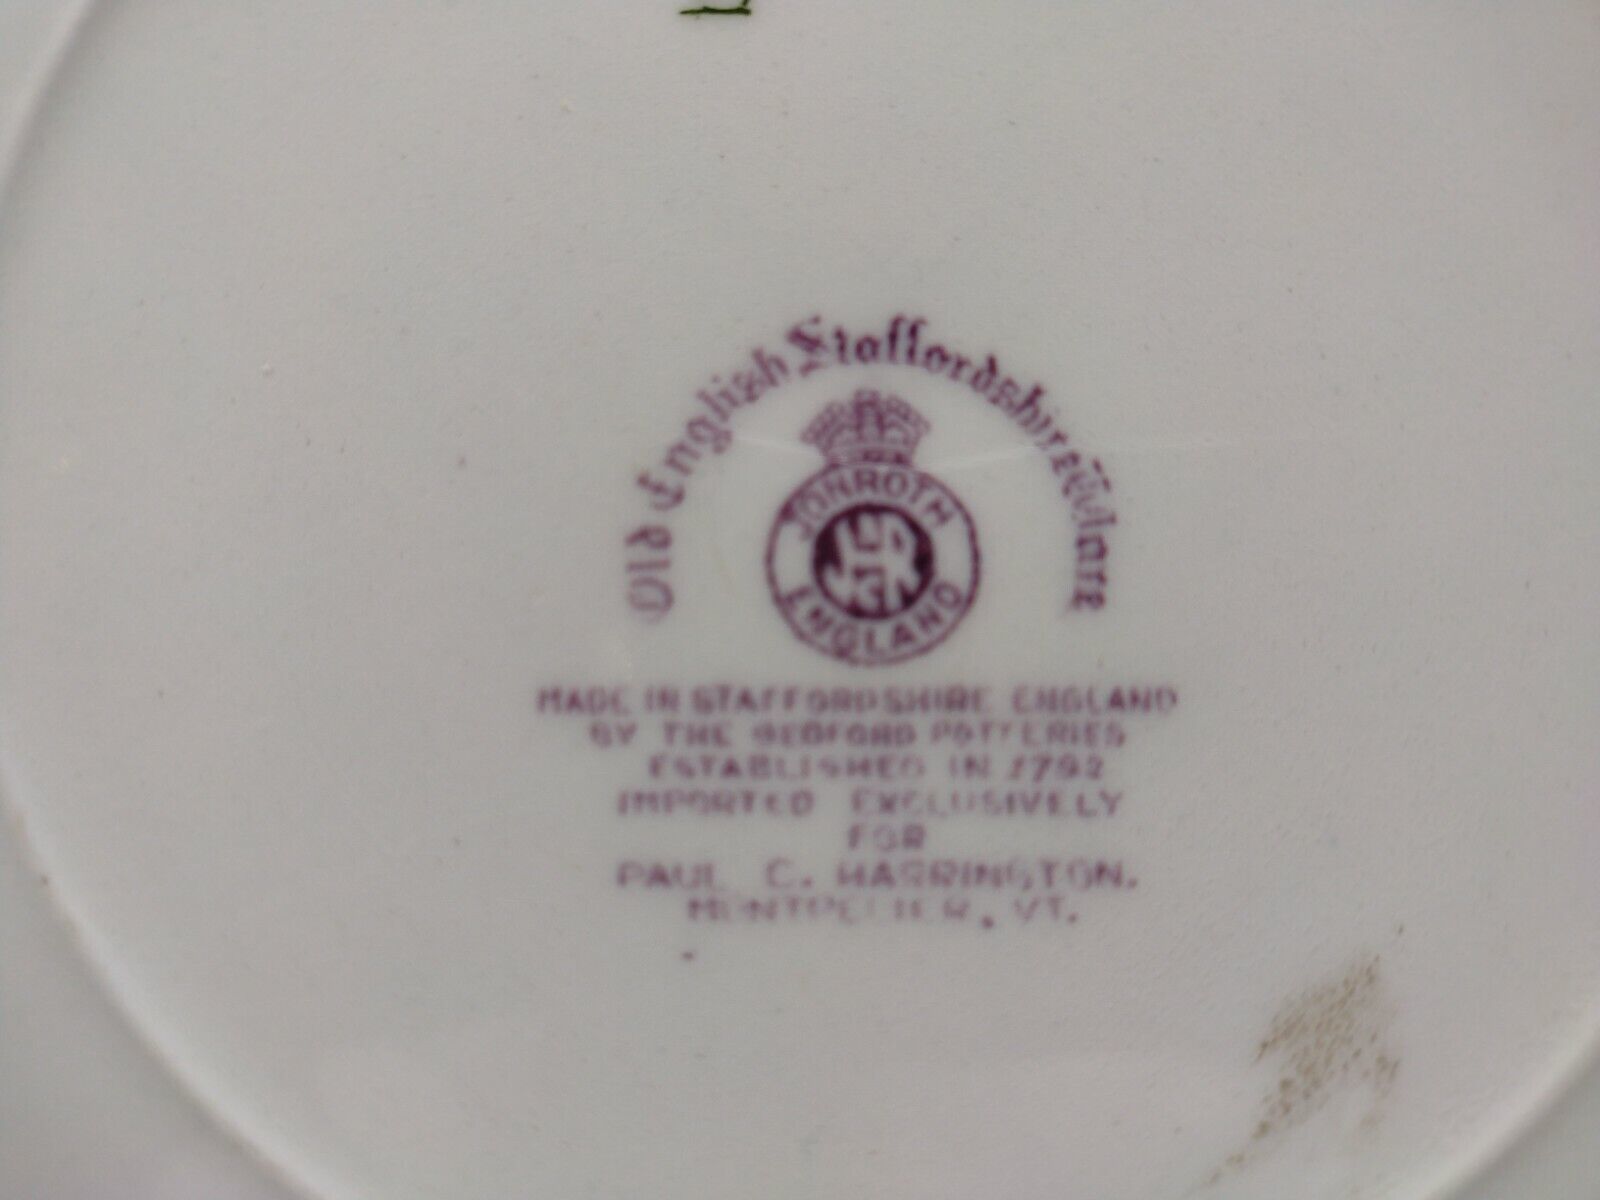 Old English Staffordshire Ware
JONROTH
ENGLAND
MADE IN STAFFORDSHIRE ENGLAND
BY THE BEDFORD POTTERIES
ESTABLISHED IN 1792
IMPORTED EXCLUSIVELY
FOR
PAUL C. HARRINGTON.
MONTPELIER, VT.